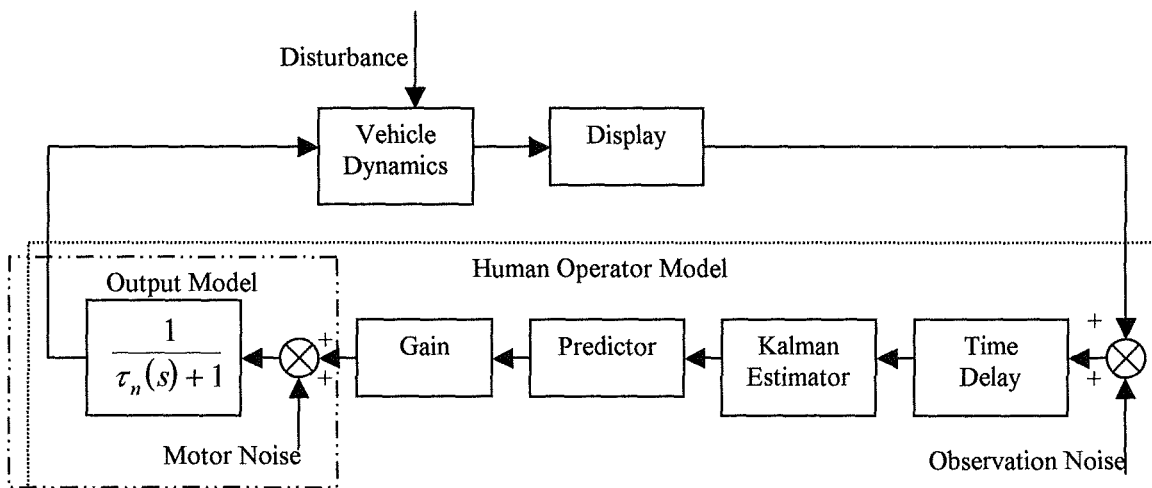 Disturbance
Vehicle
Dynamics
Display
Human Operator Model
Output Model
1
τₙ(s) + 1
+
+
Gain
Predictor
Kalman
Estimator
Time
Delay
+
+
Motor Noise
Observation Noise